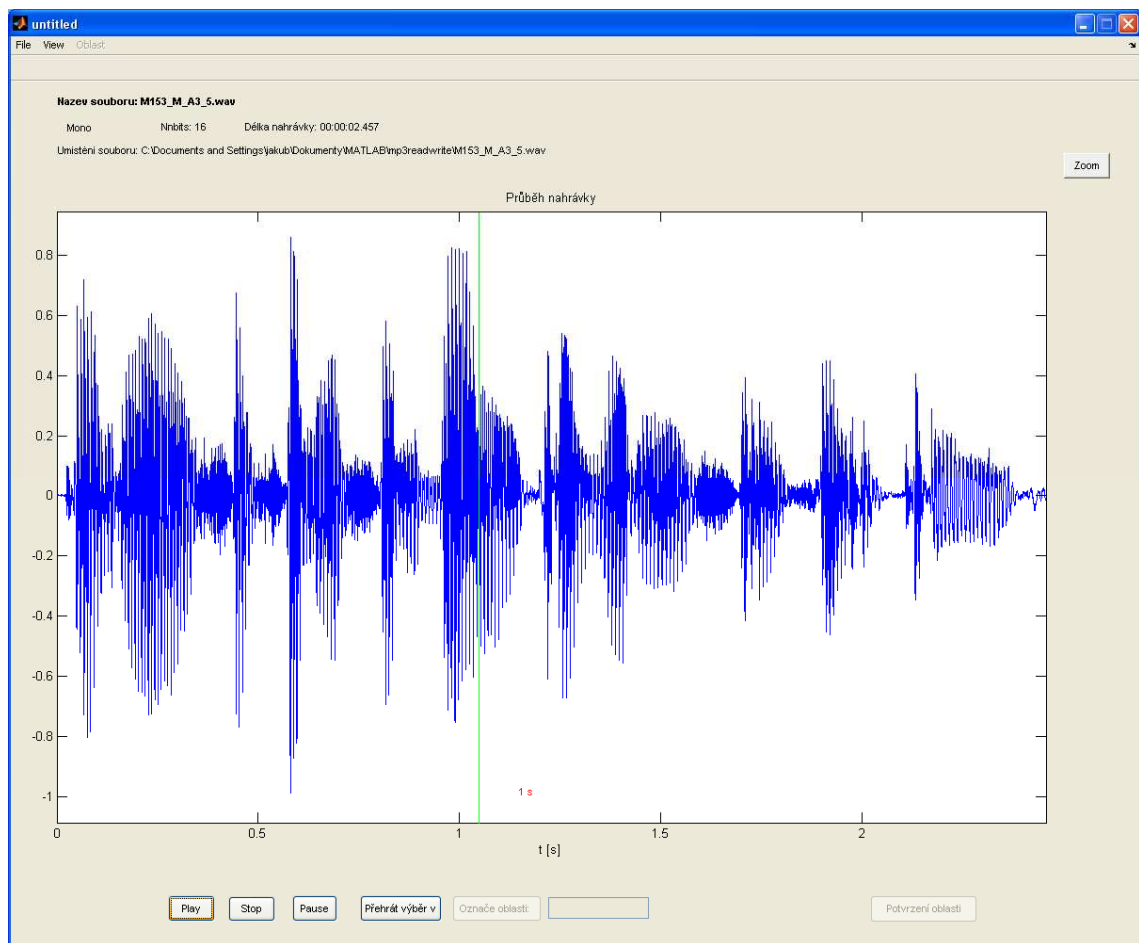 untitled
File View Oblast
Nazev souboru: M153_M_A3_5.wav
Mono Nnbits: 16 Délka nahrávky: 00:00:02.457
Umístění souboru: C:\Documents and Settings\jakub\Dokumenty\MATLAB\mp3readwrite\M153_M_A3_5.wav
Zoom
Průběh nahrávky
0.8
0.6
0.4
0.2
0
-0.2
-0.4
-0.6
-0.8
-1
1 s
0 0.5 1 1.5 2
t [s]
Play Stop Pause Přehrát výběr v Označe oblasti: Potvrzení oblasti